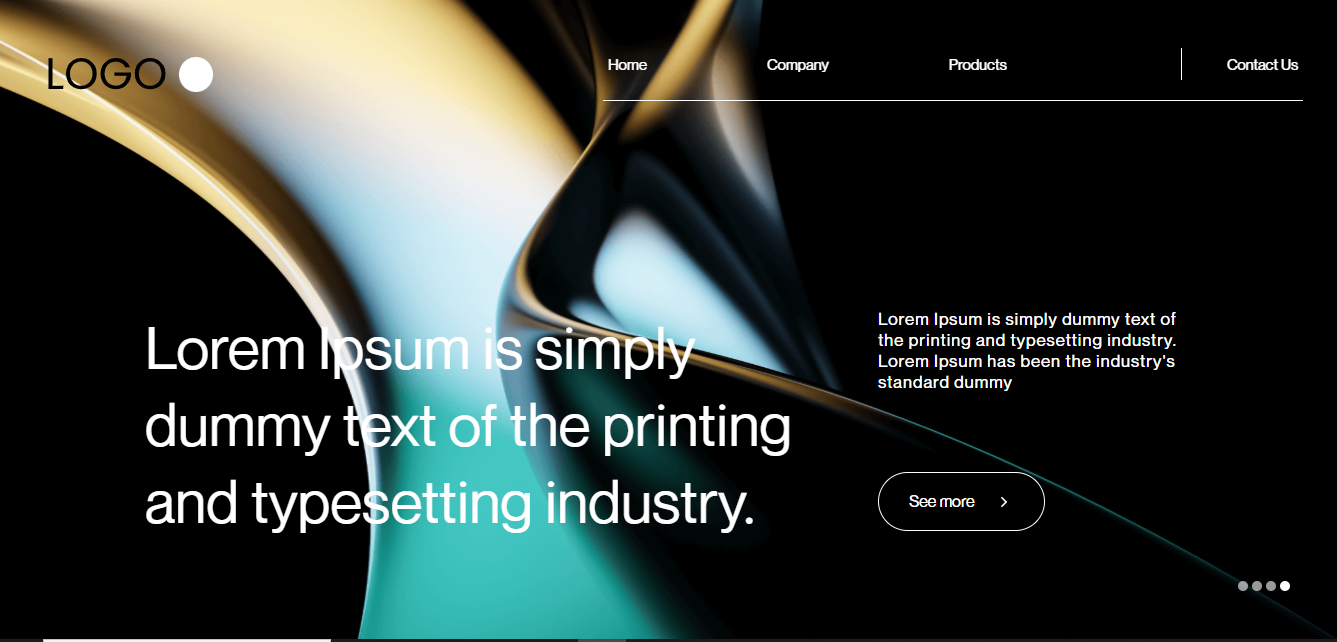 LOGO
Home
Company
Products
Contact Us
Lorem Ipsum is simply
dummy text of the printing
and typesetting industry.
Lorem Ipsum is simply dummy text of
the printing and typesetting industry.
Lorem Ipsum has been the industry's
standard dummy
See more